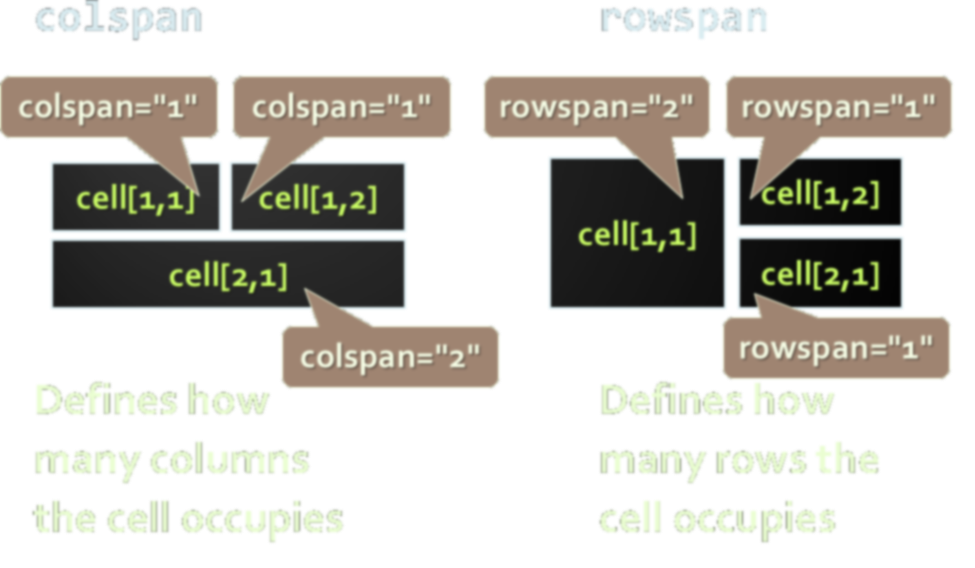 colspan
rowspan
colspan="1"
colspan="1"
rowspan="2"
rowspan="1"
cell[1,1]
cell[1,2]
cell[2,1]
colspan="2"
cell[1,1]
cell[1,2]
cell[2,1]
rowspan="1"
Defines how
many columns
the cell occupies
Defines how
many rows the
cell occupies